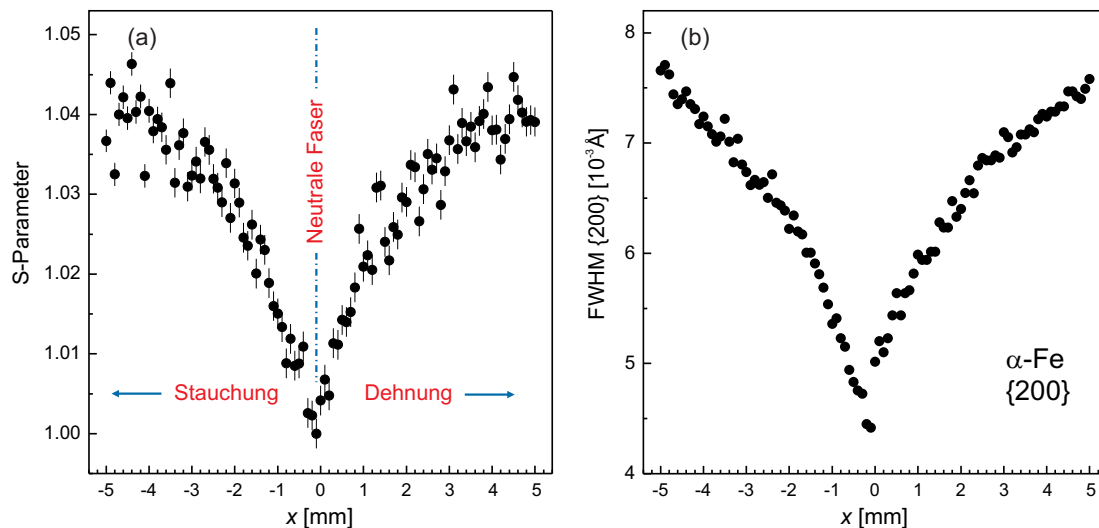 (a)
S-Parameter
1.05
1.04
1.03
1.02
1.01
1.00
Neutrale Faser
Stauchung
Dehnung
-5 -4 -3 -2 -1 0 1 2 3 4 5
x [mm]
(b)
FWHM {200} [10⁻³ Å]
8
7
6
5
4
α-Fe
{200}
-5 -4 -3 -2 -1 0 1 2 3 4 5
x [mm]